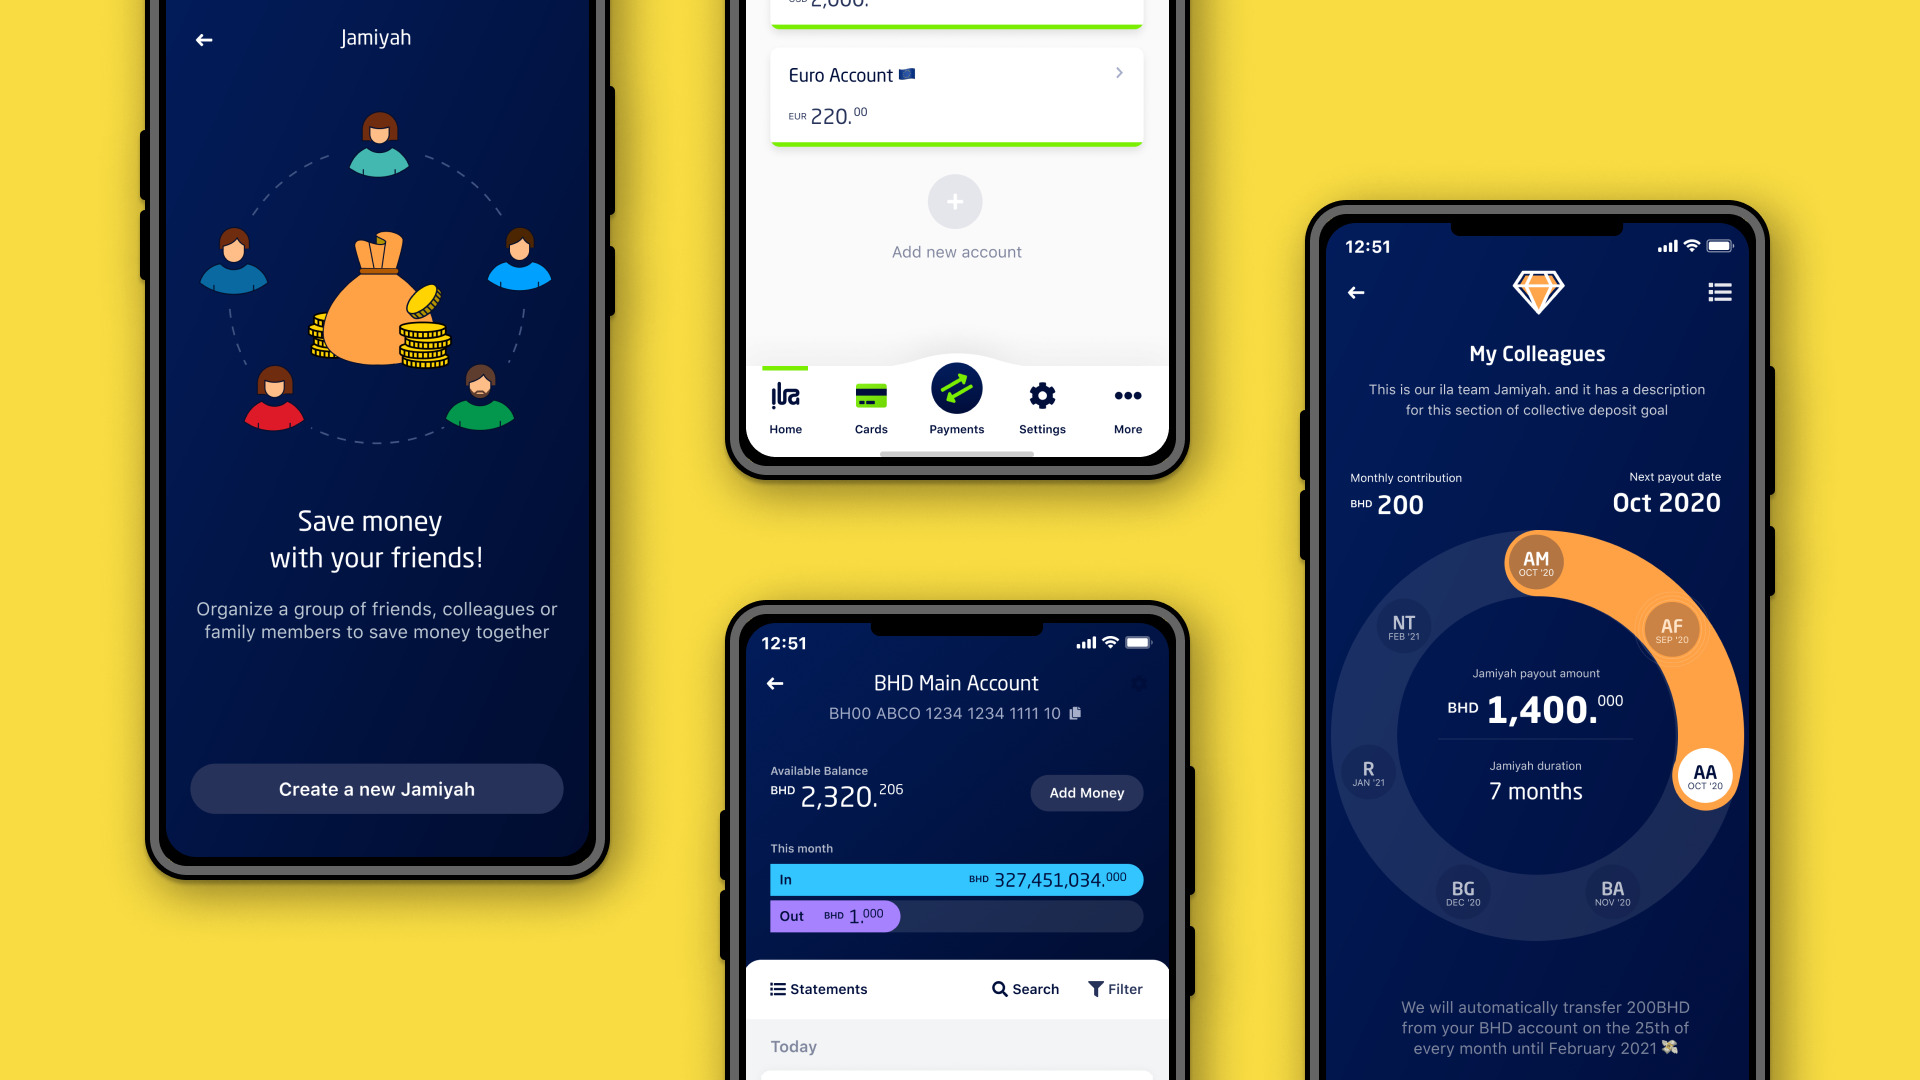 Jamiyah
Save money
with your friends!
Organize a group of friends, colleagues or
family members to save money together
Create a new Jamiyah
USD 2,000.
Euro Account
EUR 220.00
Add new account
ila
Home
Cards
Payments
Settings
More
12:51
BHD Main Account
BH00 ABCO 1234 1234 1111 10
Available Balance
BHD 2,320.206
Add Money
This month
In BHD 327,451,034.000
Out BHD 1.000
Statements
Search
Filter
Today
12:51
My Colleagues
This is our ila team Jamiyah. and it has a description
for this section of collective deposit goal
Monthly contribution
BHD 200
Next payout date
Oct 2020
AM
OCT '20
AF
SEP '20
AA
OCT '20
BA
NOV '20
BG
DEC '20
R
JAN '21
NT
FEB '21
Jamiyah payout amount
BHD 1,400.000
Jamiyah duration
7 months
We will automatically transfer 200BHD
from your BHD account on the 25th of
every month until February 2021 💸